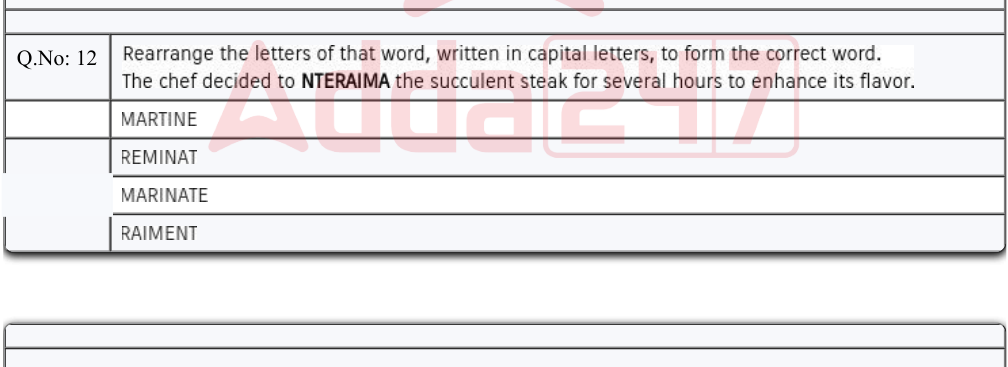 Q.No: 12
Rearrange the letters of that word, written in capital letters, to form the correct word.
The chef decided to NTERAIMA the succulent steak for several hours to enhance its flavor.
MARTINE
REMINAT
MARINATE
RAIMENT
Adda247